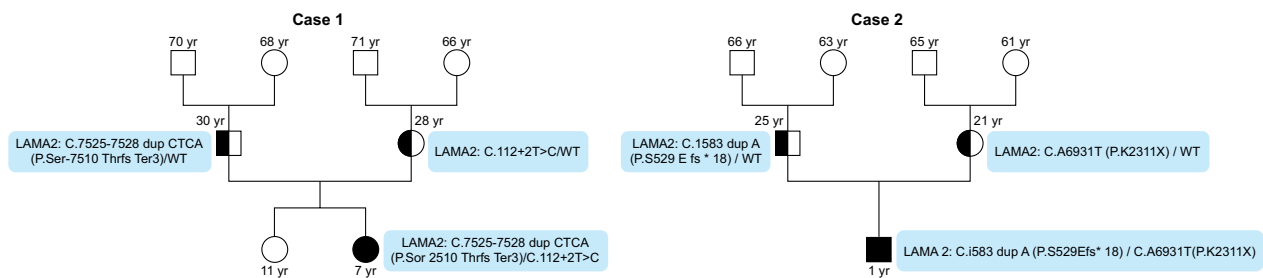 Case 1
Case 2
70 yr
68 yr
71 yr
66 yr
66 yr
63 yr
65 yr
61 yr
30 yr
28 yr
25 yr
21 yr
LAMA2: C.7525-7528 dup CTCA
(P.Ser-7510 Thrfs Ter3)/WT
LAMA2: C.112+2T>C/WT
LAMA2: C.1583 dup A
(P.S529 E fs * 18) / WT
LAMA2: C.A6931T (P.K2311X) / WT
LAMA2: C.7525-7528 dup CTCA
(P.Sor 2510 Thrfs Ter3)/C.112+2T>C
LAMA 2: C.i583 dup A (P.S529Efs* 18) / C.A6931T(P.K2311X)
11 yr
7 yr
1 yr